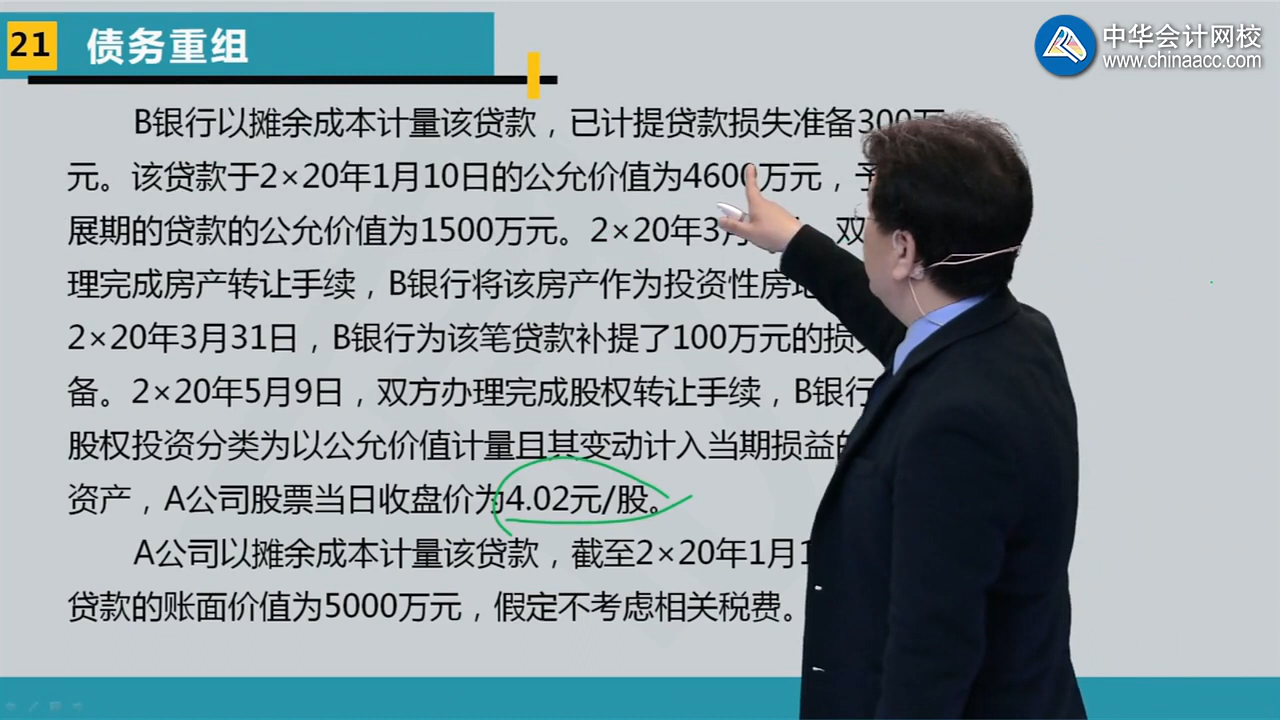 21 债务重组
中华会计网校
www.chinaacc.com
B银行以摊余成本计量该贷款，已计提贷款损失准备300万
元。该贷款于2×20年1月10日的公允价值为4600万元，予
展期的贷款的公允价值为1500万元。2×20年3月 ，双
理完成房产转让手续，B银行将该房产作为投资性房地
2×20年3月31日，B银行为该笔贷款补提了100万元的损
备。2×20年5月9日，双方办理完成股权转让手续，B银行
股权投资分类为以公允价值计量且其变动计入当期损益的
资产，A公司股票当日收盘价为4.02元/股。
A公司以摊余成本计量该贷款，截至2×20年1月1
贷款的账面价值为5000万元，假定不考虑相关税费。